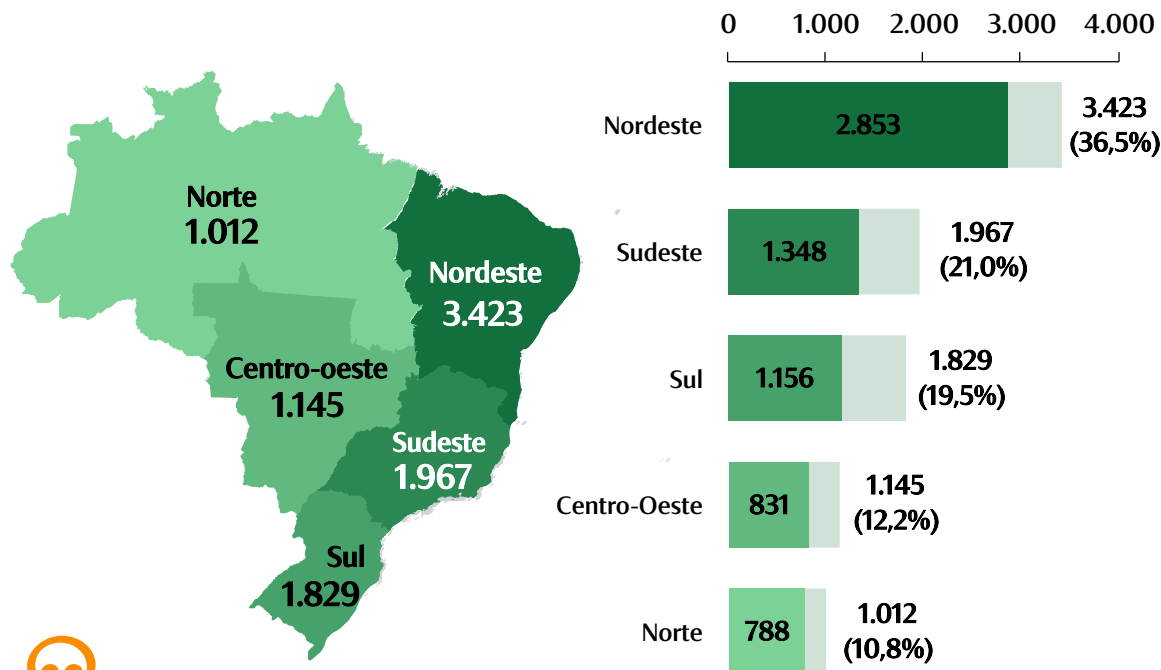 Norte
1.012
Nordeste
3.423
Centro-oeste
1.145
Sudeste
1.967
Sul
1.829
0 1.000 2.000 3.000 4.000
Nordeste 2.853 3.423
(36,5%)
Sudeste 1.348 1.967
(21,0%)
Sul 1.156 1.829
(19,5%)
Centro-Oeste 831 1.145
(12,2%)
Norte 788 1.012
(10,8%)